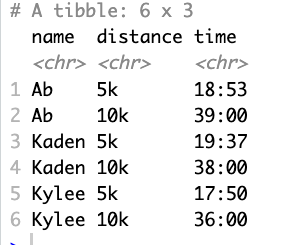 # A tibble: 6 x 3
name distance time
<chr> <chr> <chr>
1 Ab 5k 18:53
2 Ab 10k 39:00
3 Kaden 5k 19:37
4 Kaden 10k 38:00
5 Kylee 5k 17:50
6 Kylee 10k 36:00
>